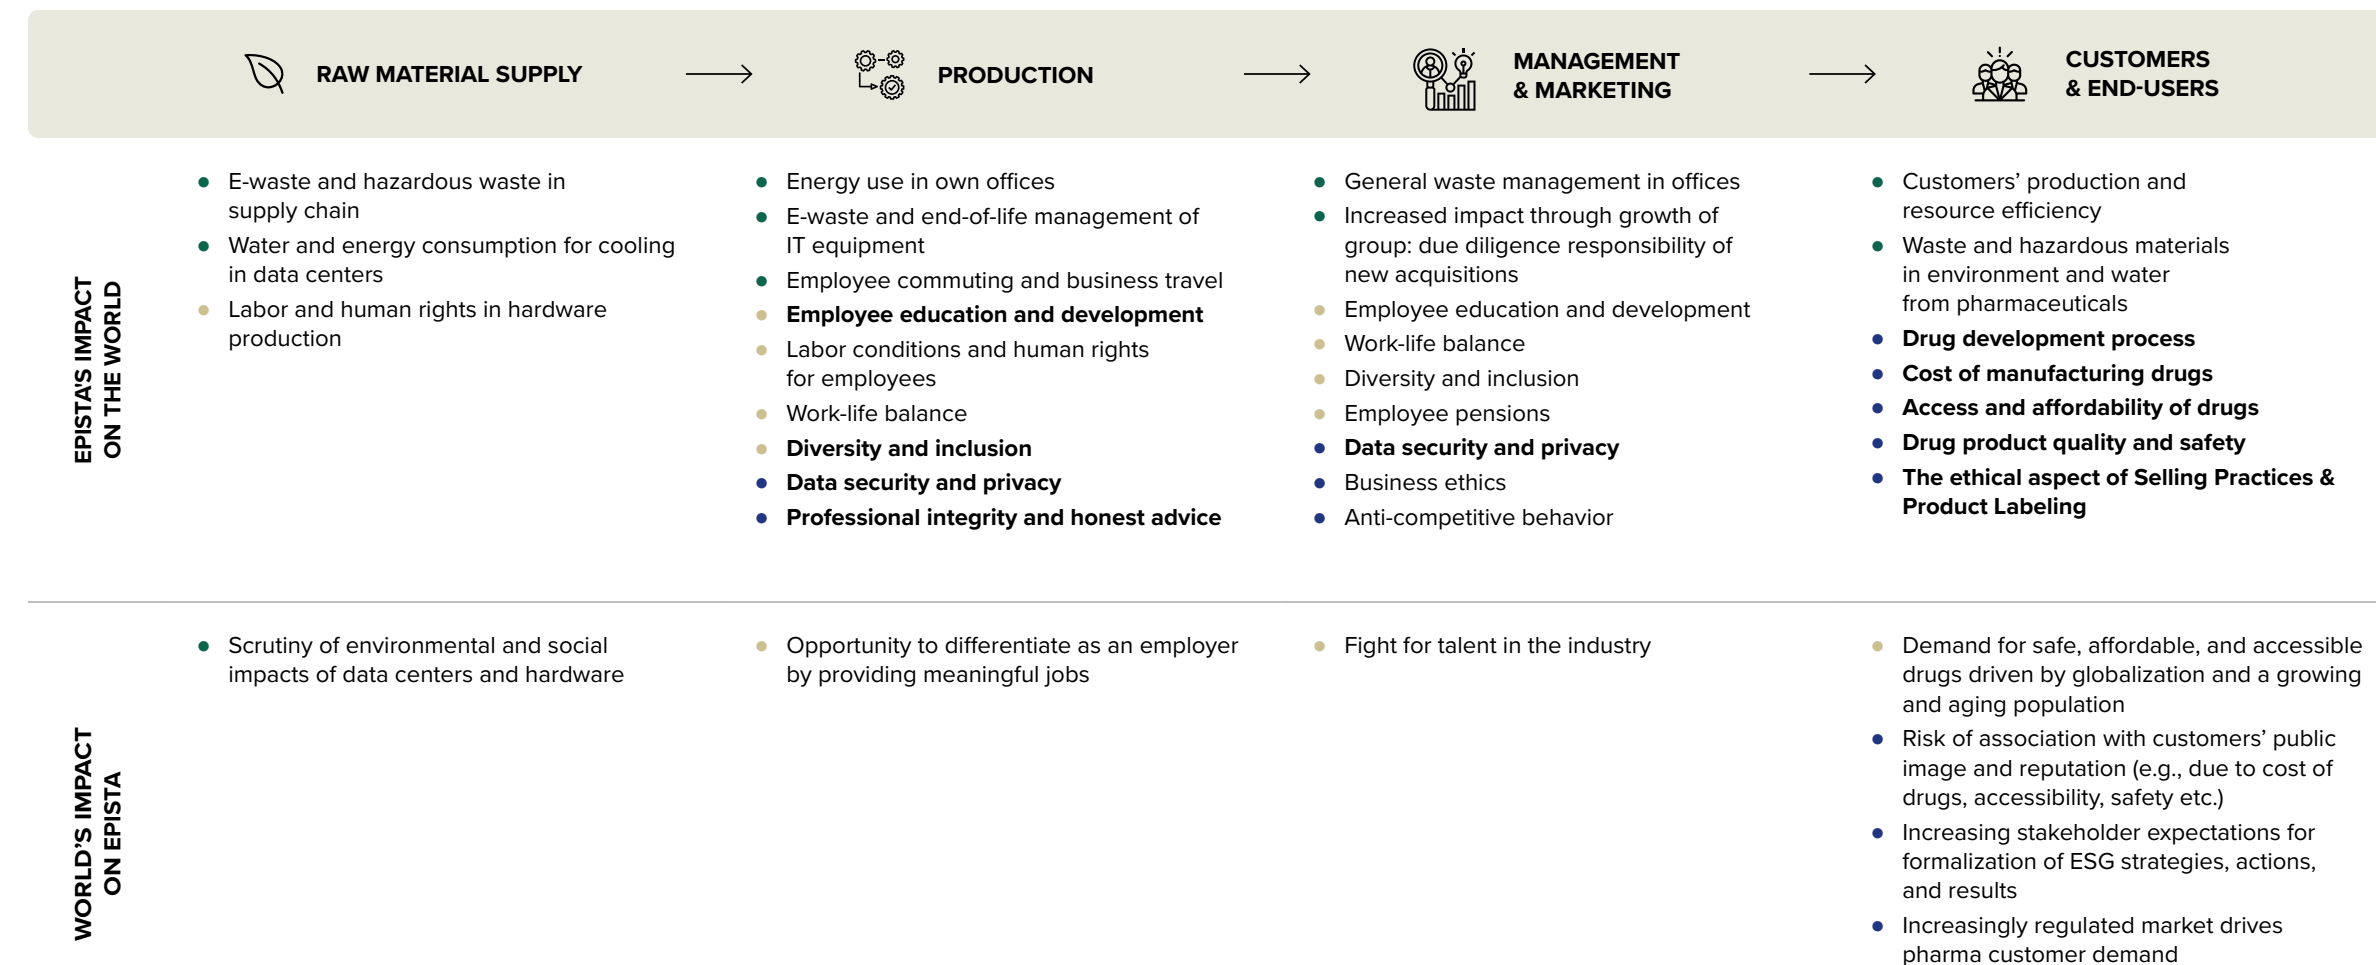 RAW MATERIAL SUPPLY
PRODUCTION
MANAGEMENT
& MARKETING
CUSTOMERS
& END-USERS
EPISTA'S IMPACT
ON THE WORLD
E-waste and hazardous waste in
supply chain
Water and energy consumption for cooling
in data centers
Labor and human rights in hardware
production
Energy use in own offices
E-waste and end-of-life management of
IT equipment
Employee commuting and business travel
Employee education and development
Labor conditions and human rights
for employees
Work-life balance
Diversity and inclusion
Data security and privacy
Professional integrity and honest advice
General waste management in offices
Increased impact through growth of
group: due diligence responsibility of
new acquisitions
Employee education and development
Work-life balance
Diversity and inclusion
Employee pensions
Data security and privacy
Business ethics
Anti-competitive behavior
Customers’ production and
resource efficiency
Waste and hazardous materials
in environment and water
from pharmaceuticals
Drug development process
Cost of manufacturing drugs
Access and affordability of drugs
Drug product quality and safety
The ethical aspect of Selling Practices &
Product Labeling
WORLD’S IMPACT
ON EPISTA
Scrutiny of environmental and social
impacts of data centers and hardware
Opportunity to differentiate as an employer
by providing meaningful jobs
Fight for talent in the industry
Demand for safe, affordable, and accessible
drugs driven by globalization and a growing
and aging population
Risk of association with customers’ public
image and reputation (e.g., due to cost of
drugs, accessibility, safety etc.)
Increasing stakeholder expectations for
formalization of ESG strategies, actions,
and results
Increasingly regulated market drives
pharma customer demand